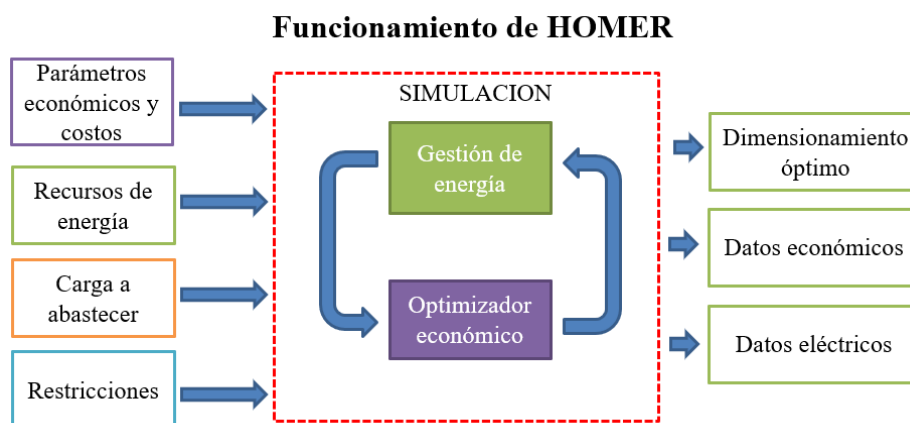 Funcionamiento de HOMER
Parámetros
económicos y
costos
Recursos de
energía
Carga a
abastecer
Restricciones
SIMULACION
Gestión de
energía
Optimizador
económico
Dimensionamiento
óptimo
Datos económicos
Datos eléctricos